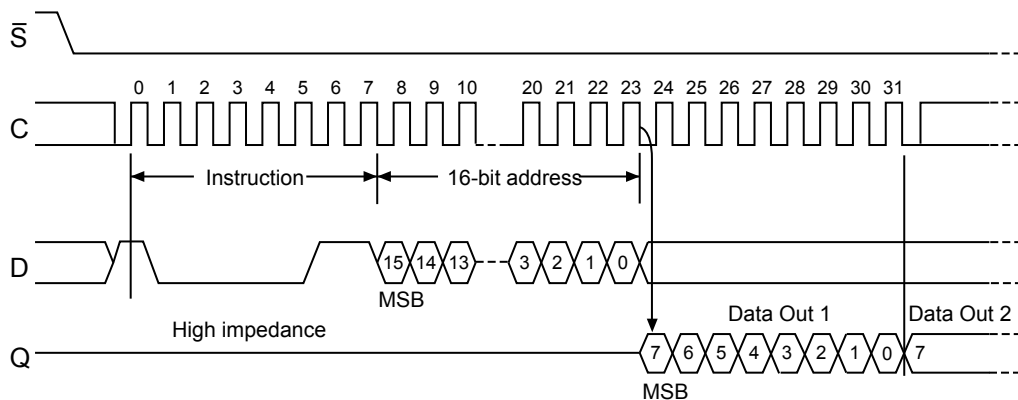 S̅
0 1 2 3 4 5 6 7 8 9 10 20 21 22 23 24 25 26 27 28 29 30 31
C
Instruction 16-bit address
D
15 14 13 3 2 1 0
MSB
High impedance Data Out 1 Data Out 2
Q
7 6 5 4 3 2 1 0 7
MSB